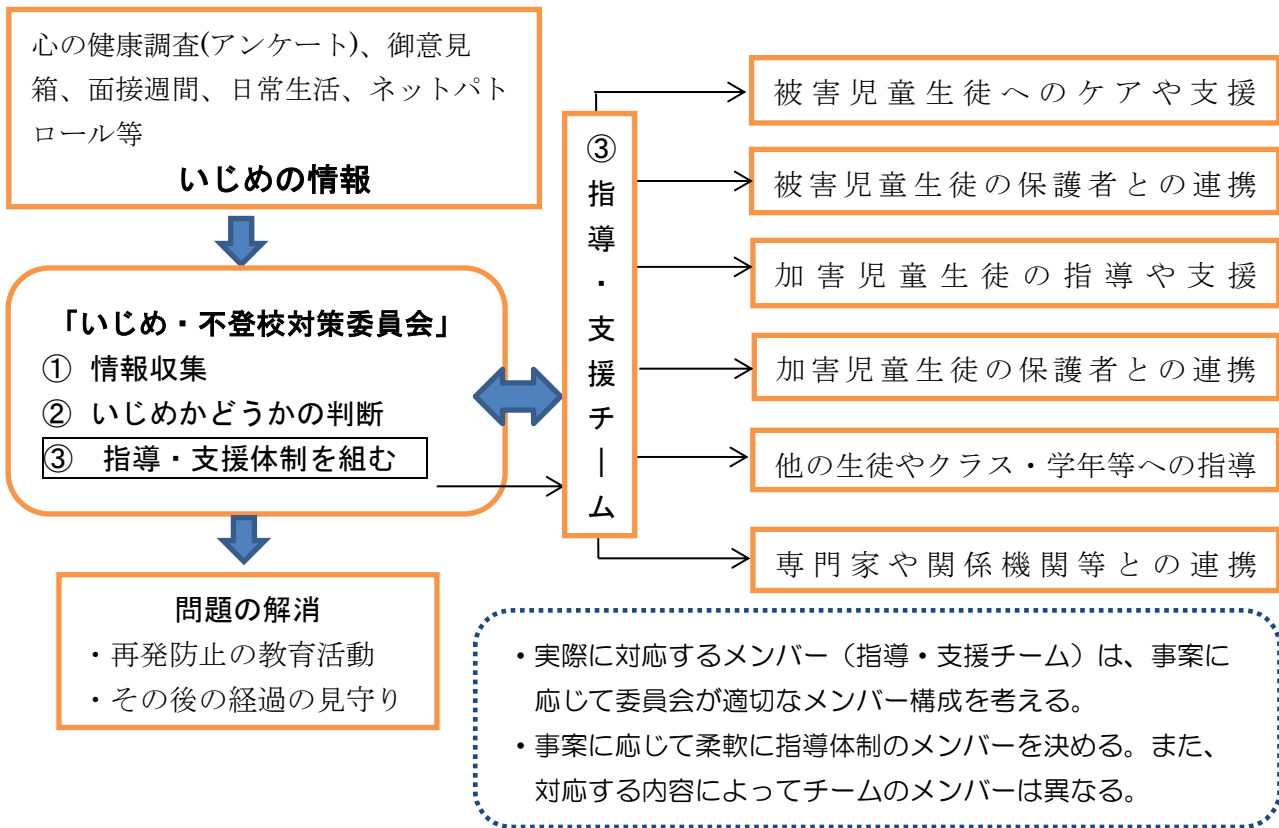 心の健康調査(アンケート)、御意見
箱、面接週間、日常生活、ネットパト
ロール等
いじめの情報
「いじめ・不登校対策委員会」
① 情報収集
② いじめかどうかの判断
③ 指導・支援体制を組む
問題の解消
・再発防止の教育活動
・その後の経過の見守り
③指導・支援チーム
被害児童生徒へのケアや支援
被害児童生徒の保護者との連携
加害児童生徒の指導や支援
加害児童生徒の保護者との連携
他の生徒やクラス・学年等への指導
専門家や関係機関等との連携
・実際に対応するメンバー（指導・支援チーム）は、事案に
応じて委員会が適切なメンバー構成を考える。
・事案に応じて柔軟に指導体制のメンバーを決める。また、
対応する内容によってチームのメンバーは異なる。